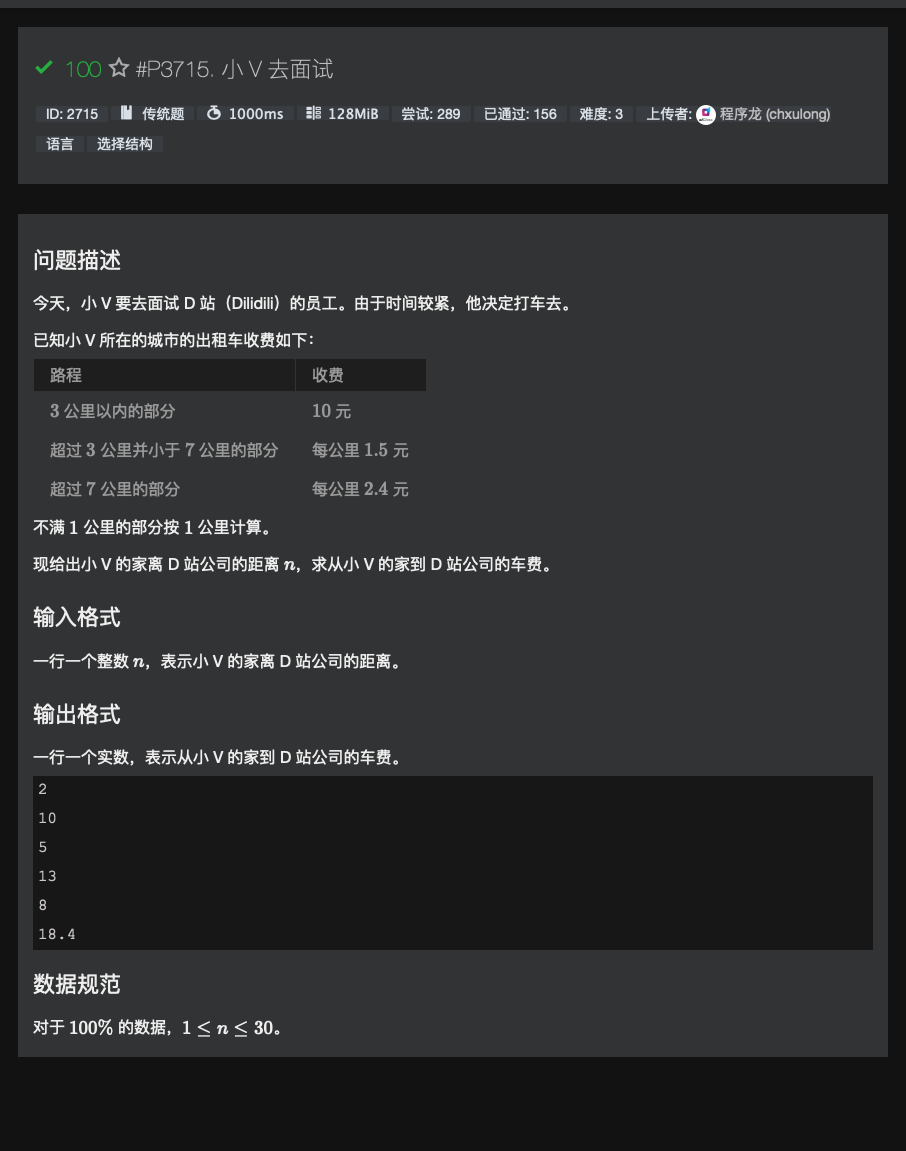 100 #P3715. 小 V 去面试
ID: 2715 传统题 1000ms 128MiB 尝试: 289 已通过: 156 难度: 3 上传者: 程序龙 (chxulong)
语言 选择结构
问题描述
今天，小 V 要去面试 D 站（Dilidili）的员工。由于时间较紧，他决定打车去。
已知小 V 所在的城市的出租车收费如下：
路程 收费
3 公里以内的部分 10 元
超过 3 公里并小于 7 公里的部分 每公里 1.5 元
超过 7 公里的部分 每公里 2.4 元
不满 1 公里的部分按 1 公里计算。
现给出小 V 的家离 D 站公司的距离 n，求从小 V 的家到 D 站公司的车费。
输入格式
一行一个整数 n，表示小 V 的家离 D 站公司的距离。
输出格式
一行一个实数，表示从小 V 的家到 D 站公司的车费。
2
10
5
13
8
18.4
数据规范
对于 100% 的数据，1 ≤ n ≤ 30。